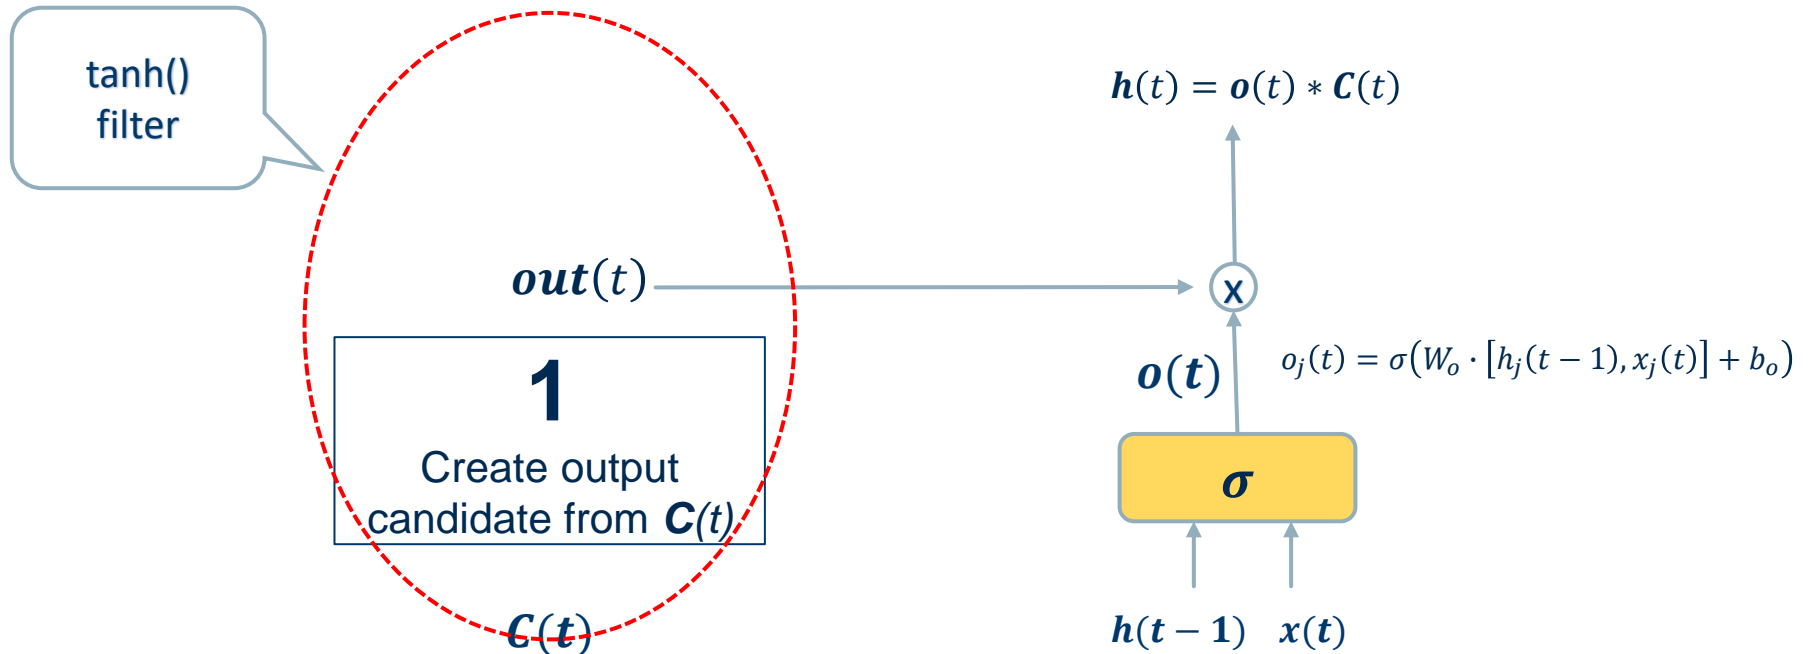 tanh()
filter
𝒉(𝑡) = 𝒐(𝑡) ∗ 𝑪(𝑡)
𝒐𝒖𝒕(𝑡)
x
𝒐(𝒕)
𝑜ⱼ(𝑡) = 𝜎(𝑊ₒ ⋅ [ℎⱼ(𝑡 − 1), 𝑥ⱼ(𝑡)] + 𝑏ₒ)
1
Create output
candidate from C(t)
𝝈
𝑪(𝒕)
𝒉(𝒕 − 𝟏) 𝒙(𝒕)